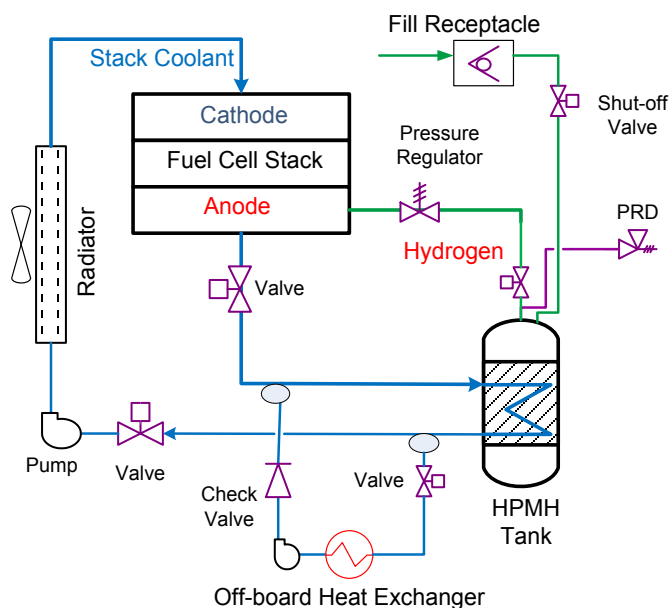 Fill Receptacle
Stack Coolant
Shut-off
Valve
Cathode
Fuel Cell Stack
Anode
Pressure
Regulator
PRD
Hydrogen
Radiator
Valve
Pump
Valve
Check
Valve
Valve
HPMH
Tank
Off-board Heat Exchanger